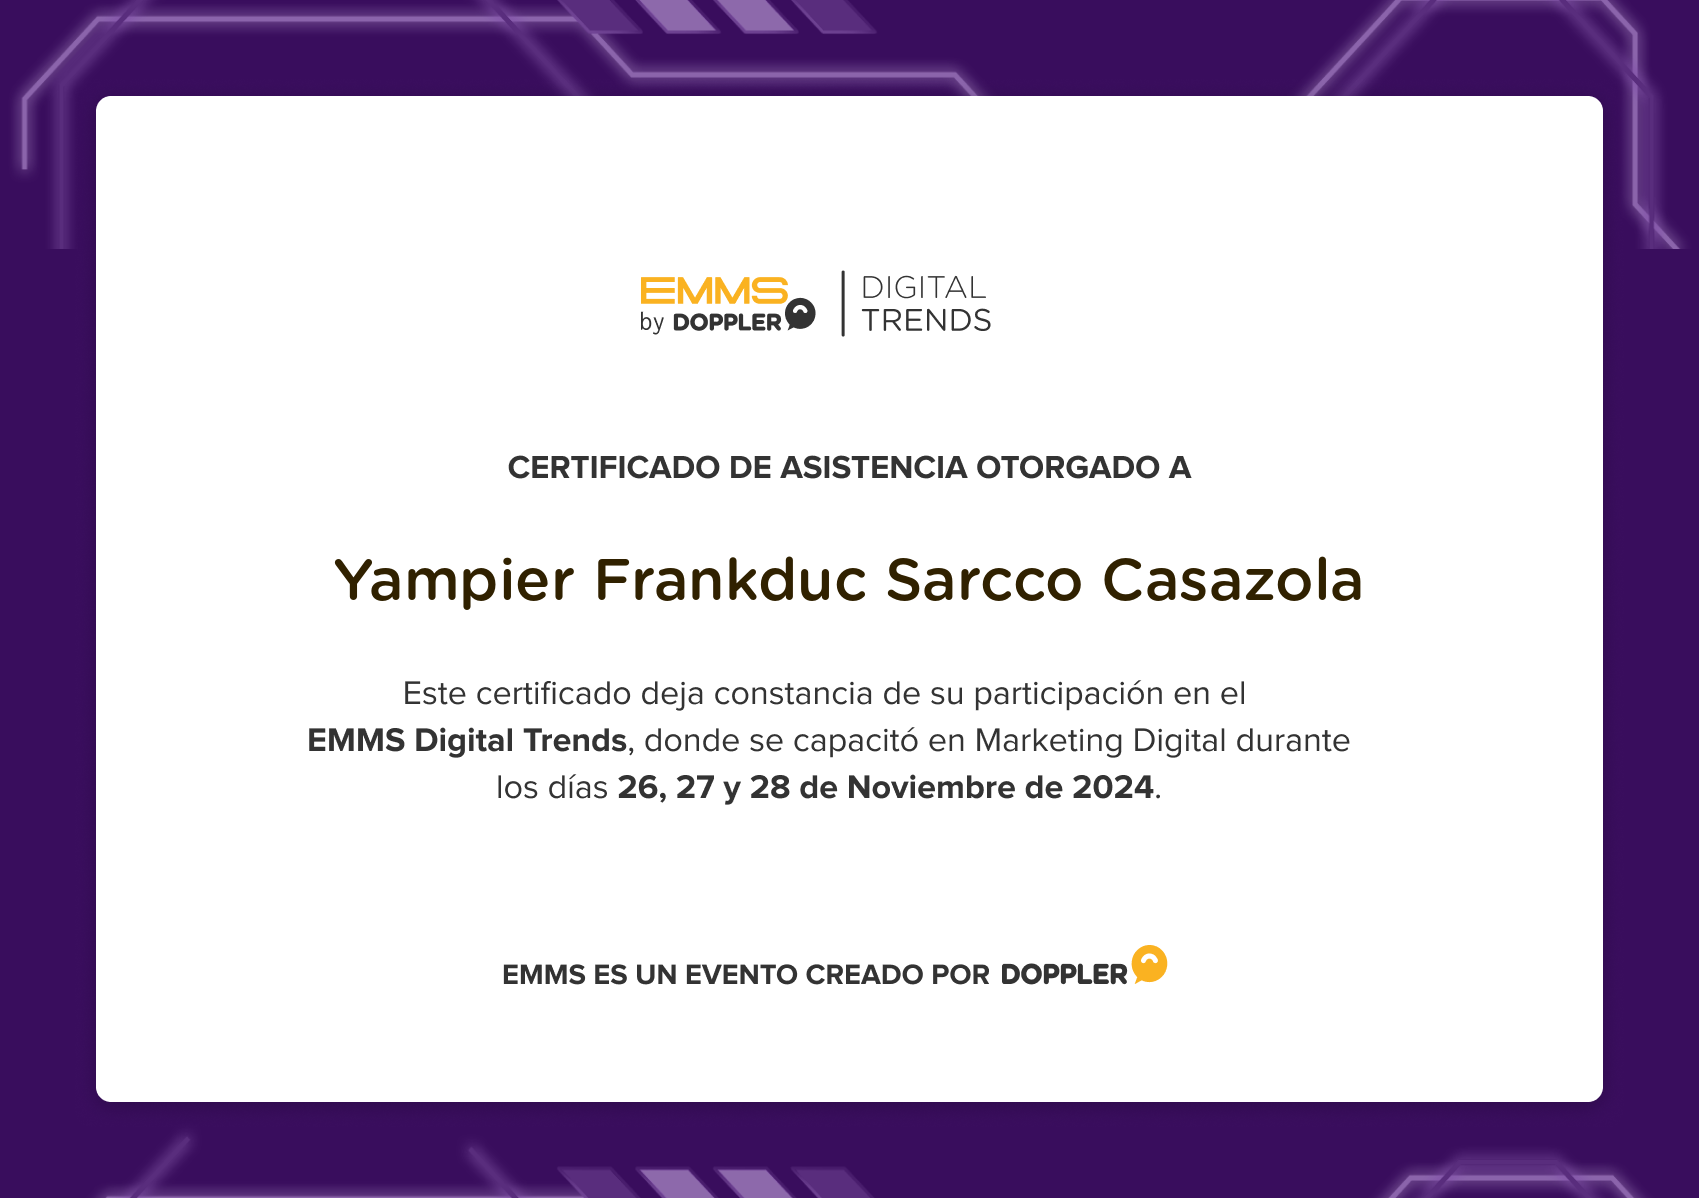 EMMS
by DOPPLER
DIGITAL
TRENDS
CERTIFICADO DE ASISTENCIA OTORGADO A
Yampier Frankduc Sarcco Casazola
Este certificado deja constancia de su participación en el
EMMS Digital Trends, donde se capacitó en Marketing Digital durante
los días 26, 27 y 28 de Noviembre de 2024.
EMMS ES UN EVENTO CREADO POR DOPPLER